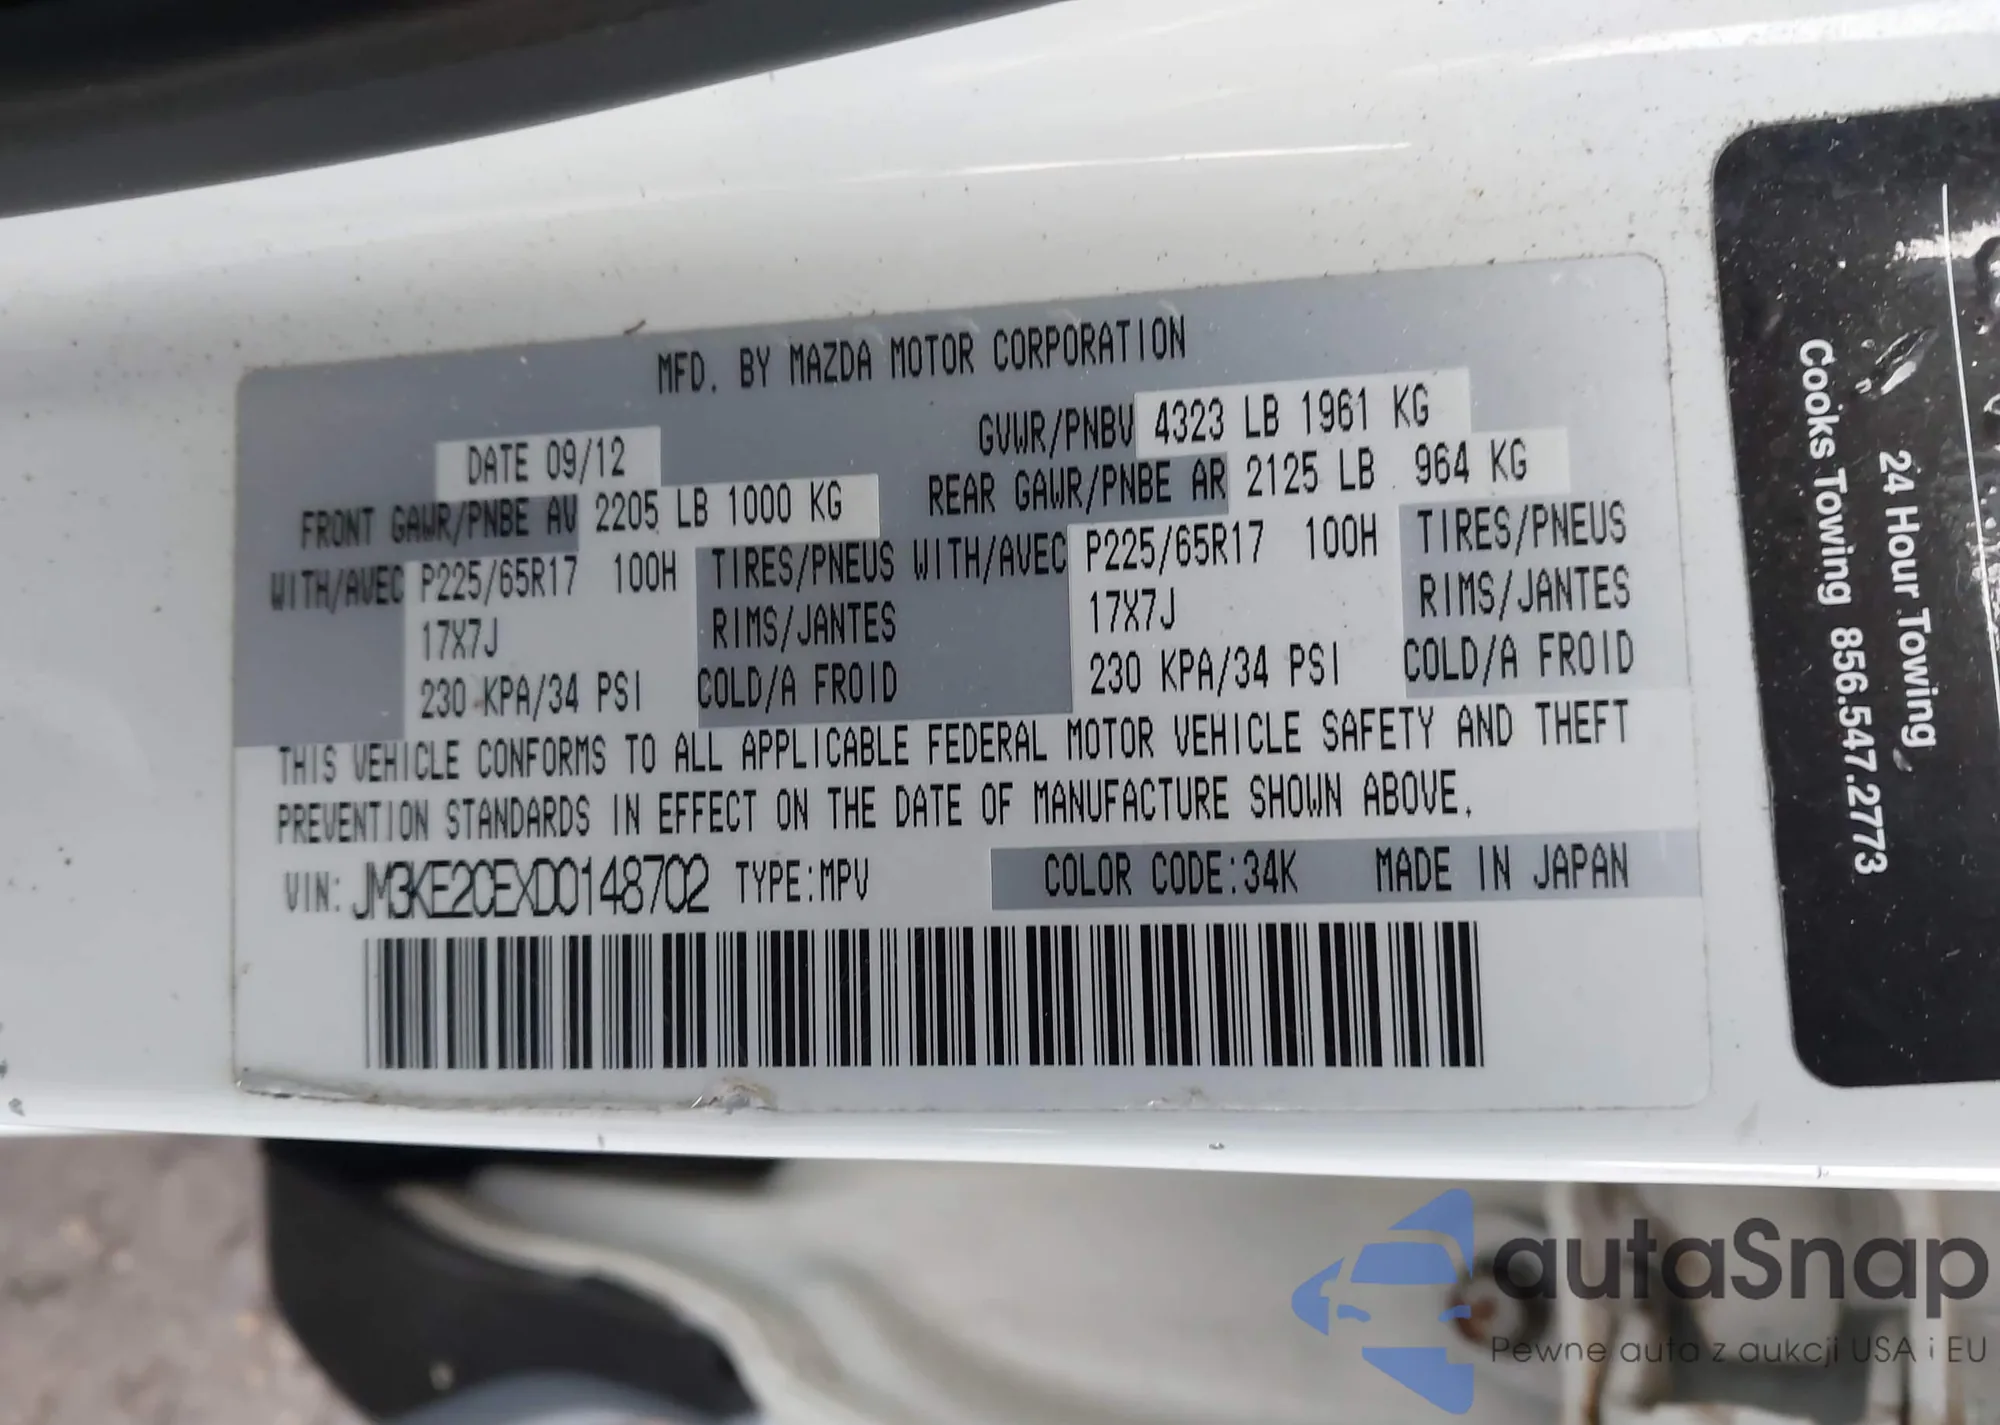 MFD. BY MAZDA MOTOR CORPORATION
DATE 09/12 GVWR/PNBV 4323 LB 1961 KG
FRONT GAWR/PNBE AV 2205 LB 1000 KG REAR GAWR/PNBE AR 2125 LB 964 KG
WITH/AVEC P225/65R17 100H TIRES/PNEUS WITH/AVEC P225/65R17 100H TIRES/PNEUS
17X7J RIMS/JANTES 17X7J RIMS/JANTES
230 KPA/34 PSI COLD/A FROID 230 KPA/34 PSI COLD/A FROID
THIS VEHICLE CONFORMS TO ALL APPLICABLE FEDERAL MOTOR VEHICLE SAFETY AND THEFT
PREVENTION STANDARDS IN EFFECT ON THE DATE OF MANUFACTURE SHOWN ABOVE.
VIN: JM3KE2CEXD0148702 TYPE:MPV COLOR CODE:34K MADE IN JAPAN
24 Hour Towing
Cooks Towing 856.547.2773
autaSnap
Pewne auta z aukcji USA i EU